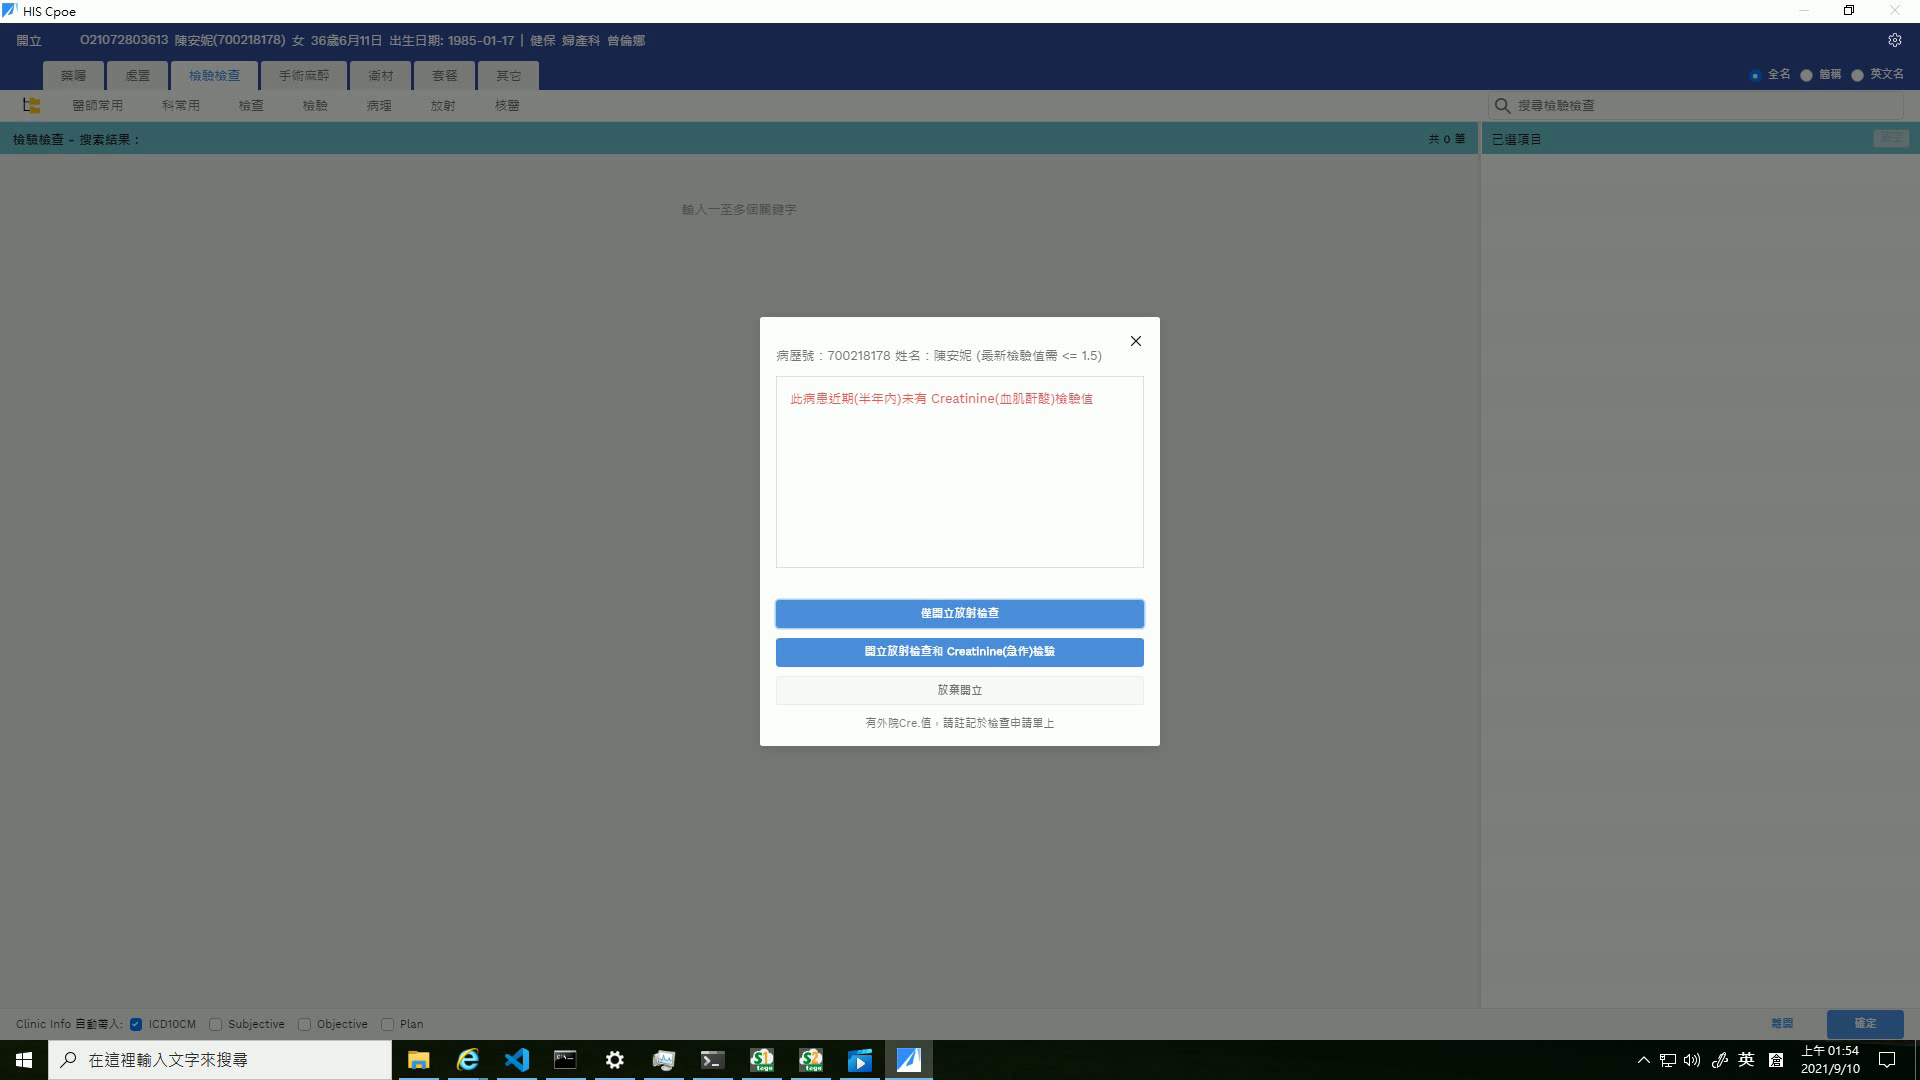 HIS Cpoe
開立 O21072803613 陳安妮(700218178) 女 36歲6月11日 出生日期: 1985-01-17 | 健保 婦產科 曾倫娜
藥囑 處置 檢驗檢查 手術麻醉 衛材 套餐 其它
全名 簡稱 英文名
醫師常用 科常用 檢查 檢驗 病理 放射 核醫
搜尋檢驗檢查
檢驗檢查 - 搜索結果：
共 0 筆
已選項目
輸入一至多個關鍵字
病歷號：700218178 姓名：陳安妮 (最新檢驗值需 <= 1.5)
此病患近期(半年內)未有 Creatinine(血肌酐酸)檢驗值
僅開立放射檢查
開立放射檢查和 Creatinine(急作)檢驗
放棄開立
有外院Cre.值，請註記於檢查申請單上
Clinic Info 自動帶入: ICD10CM Subjective Objective Plan
離開 確定
在這裡輸入文字來搜尋
英
上午 01:54
2021/9/10